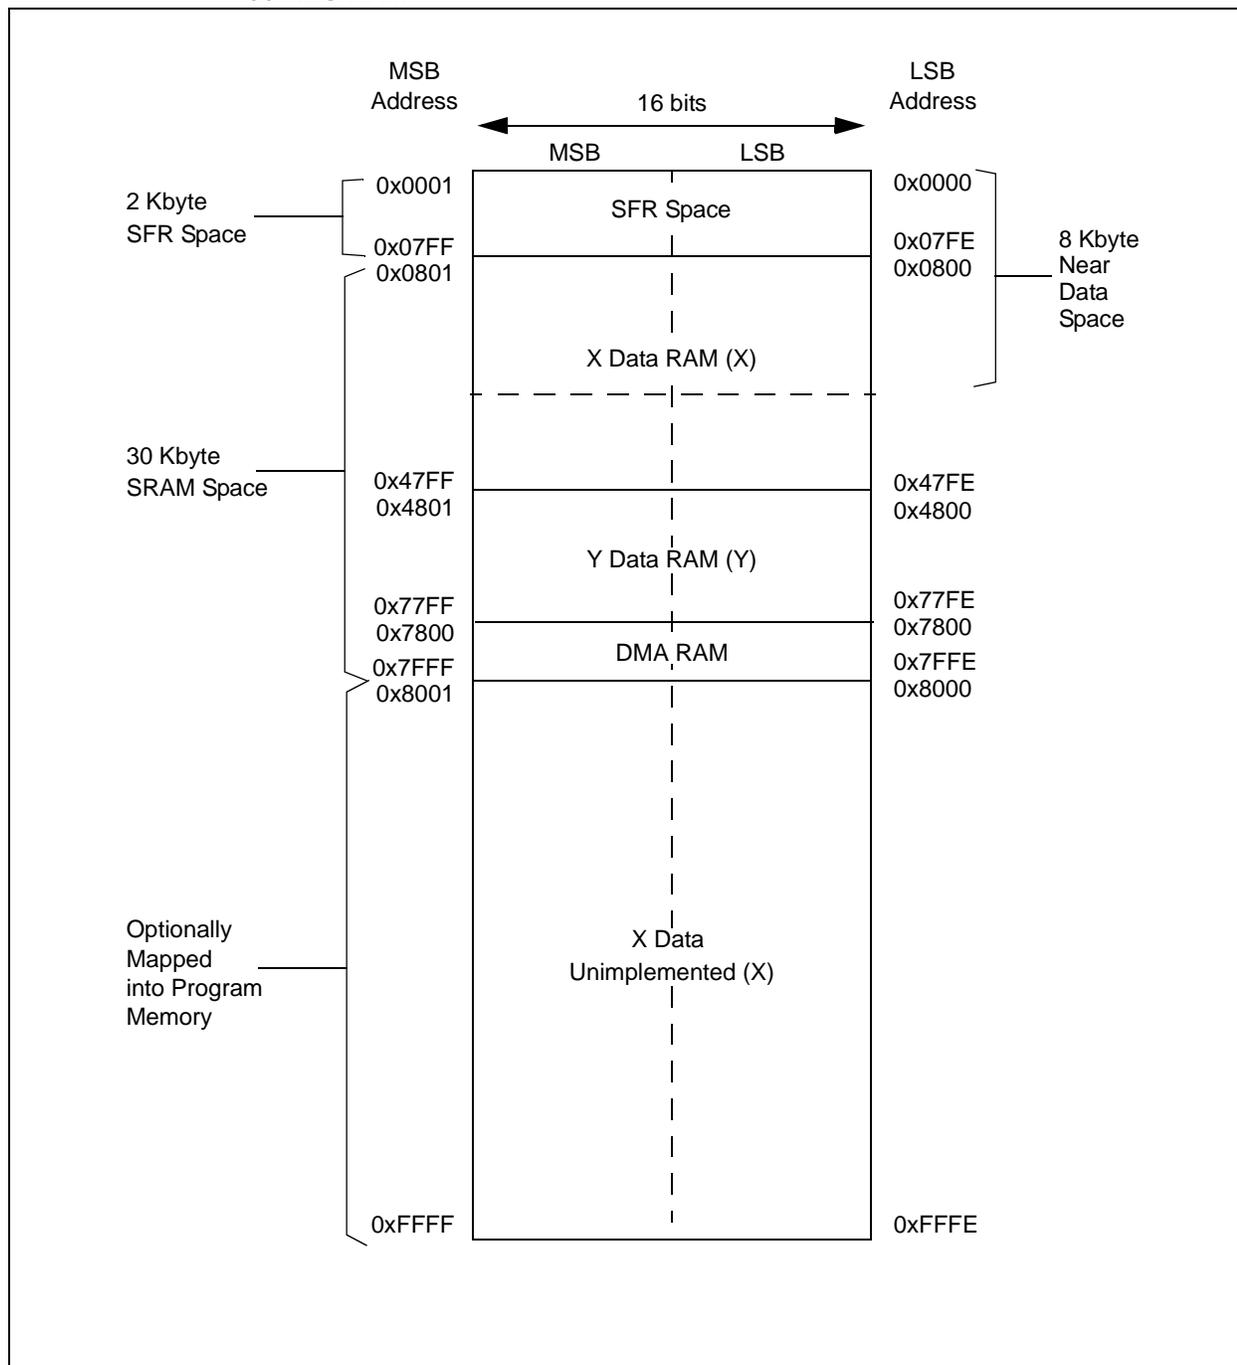 MSB
Address
LSB
Address
16 bits
MSB
LSB
0x0001
0x0000
2 Kbyte
SFR Space
SFR Space
0x07FF
0x07FE
0x0801
0x0800
8 Kbyte
Near
Data
Space
X Data RAM (X)
30 Kbyte
SRAM Space
0x47FF
0x47FE
0x4801
0x4800
Y Data RAM (Y)
0x77FF
0x77FE
0x7800
0x7800
DMA RAM
0x7FFF
0x7FFE
0x8001
0x8000
Optionally
Mapped
into Program
Memory
X Data
Unimplemented (X)
0xFFFF
0xFFFE